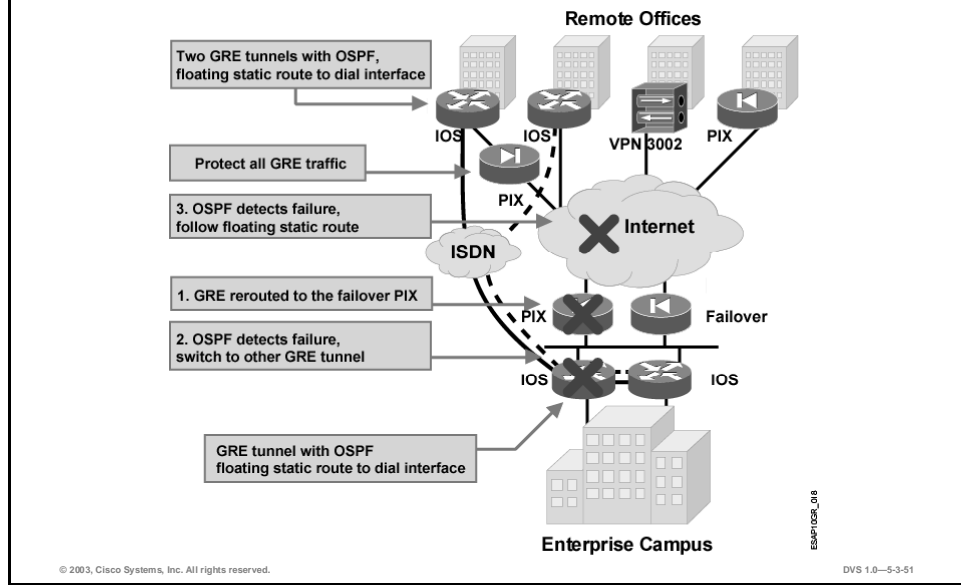 Remote Offices
Two GRE tunnels with OSPF,
floating static route to dial interface
IOS
IOS
VPN 3002
PIX
Protect all GRE traffic
PIX
3. OSPF detects failure,
follow floating static route
Internet
ISDN
1. GRE rerouted to the failover PIX
PIX
Failover
2. OSPF detects failure,
switch to other GRE tunnel
IOS
IOS
GRE tunnel with OSPF
floating static route to dial interface
ESAP10GR_018
Enterprise Campus
© 2003, Cisco Systems, Inc. All rights reserved.
DVS 1.0—5-3-51